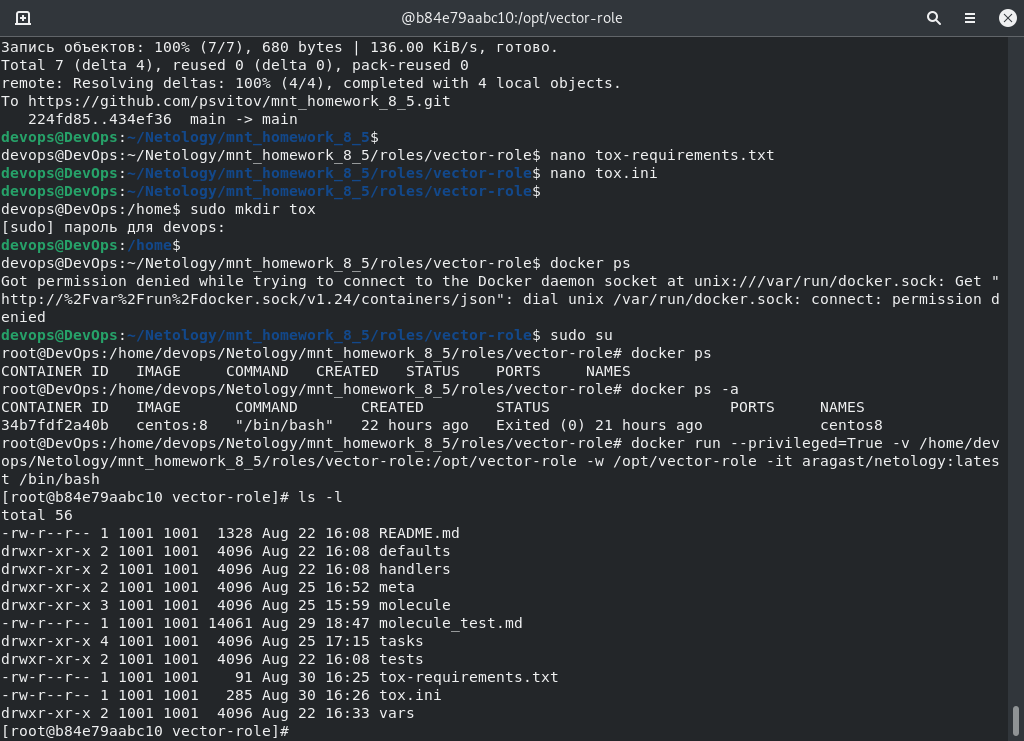 @b84e79aabc10:/opt/vector-role
Запись объектов: 100% (7/7), 680 bytes | 136.00 KiB/s, готово.
Total 7 (delta 4), reused 0 (delta 0), pack-reused 0
remote: Resolving deltas: 100% (4/4), completed with 4 local objects.
To https://github.com/psvitov/mnt_homework_8_5.git
   224fd85..434ef36  main -> main
devops@DevOps:~/Netology/mnt_homework_8_5$
devops@DevOps:~/Netology/mnt_homework_8_5/roles/vector-role$ nano tox-requirements.txt
devops@DevOps:~/Netology/mnt_homework_8_5/roles/vector-role$ nano tox.ini
devops@DevOps:~/Netology/mnt_homework_8_5/roles/vector-role$
devops@DevOps:/home$ sudo mkdir tox
[sudo] пароль для devops:
devops@DevOps:/home$
devops@DevOps:~/Netology/mnt_homework_8_5/roles/vector-role$ docker ps
Got permission denied while trying to connect to the Docker daemon socket at unix:///var/run/docker.sock: Get "
http://%2Fvar%2Frun%2Fdocker.sock/v1.24/containers/json": dial unix /var/run/docker.sock: connect: permission d
enied
devops@DevOps:~/Netology/mnt_homework_8_5/roles/vector-role$ sudo su
root@DevOps:/home/devops/Netology/mnt_homework_8_5/roles/vector-role# docker ps
CONTAINER ID   IMAGE     COMMAND   CREATED   STATUS    PORTS     NAMES
root@DevOps:/home/devops/Netology/mnt_homework_8_5/roles/vector-role# docker ps -a
CONTAINER ID   IMAGE      COMMAND       CREATED        STATUS                    PORTS     NAMES
34b7fdf2a40b   centos:8   "/bin/bash"   22 hours ago   Exited (0) 21 hours ago             centos8
root@DevOps:/home/devops/Netology/mnt_homework_8_5/roles/vector-role# docker run --privileged=True -v /home/dev
ops/Netology/mnt_homework_8_5/roles/vector-role:/opt/vector-role -w /opt/vector-role -it aragast/netology:lates
t /bin/bash
[root@b84e79aabc10 vector-role]# ls -l
total 56
-rw-r--r-- 1 1001 1001  1328 Aug 22 16:08 README.md
drwxr-xr-x 2 1001 1001  4096 Aug 22 16:08 defaults
drwxr-xr-x 2 1001 1001  4096 Aug 22 16:08 handlers
drwxr-xr-x 2 1001 1001  4096 Aug 25 16:52 meta
drwxr-xr-x 3 1001 1001  4096 Aug 25 15:59 molecule
-rw-r--r-- 1 1001 1001 14061 Aug 29 18:47 molecule_test.md
drwxr-xr-x 4 1001 1001  4096 Aug 25 17:15 tasks
drwxr-xr-x 2 1001 1001  4096 Aug 22 16:08 tests
-rw-r--r-- 1 1001 1001    91 Aug 30 16:25 tox-requirements.txt
-rw-r--r-- 1 1001 1001   285 Aug 30 16:26 tox.ini
drwxr-xr-x 2 1001 1001  4096 Aug 22 16:33 vars
[root@b84e79aabc10 vector-role]#